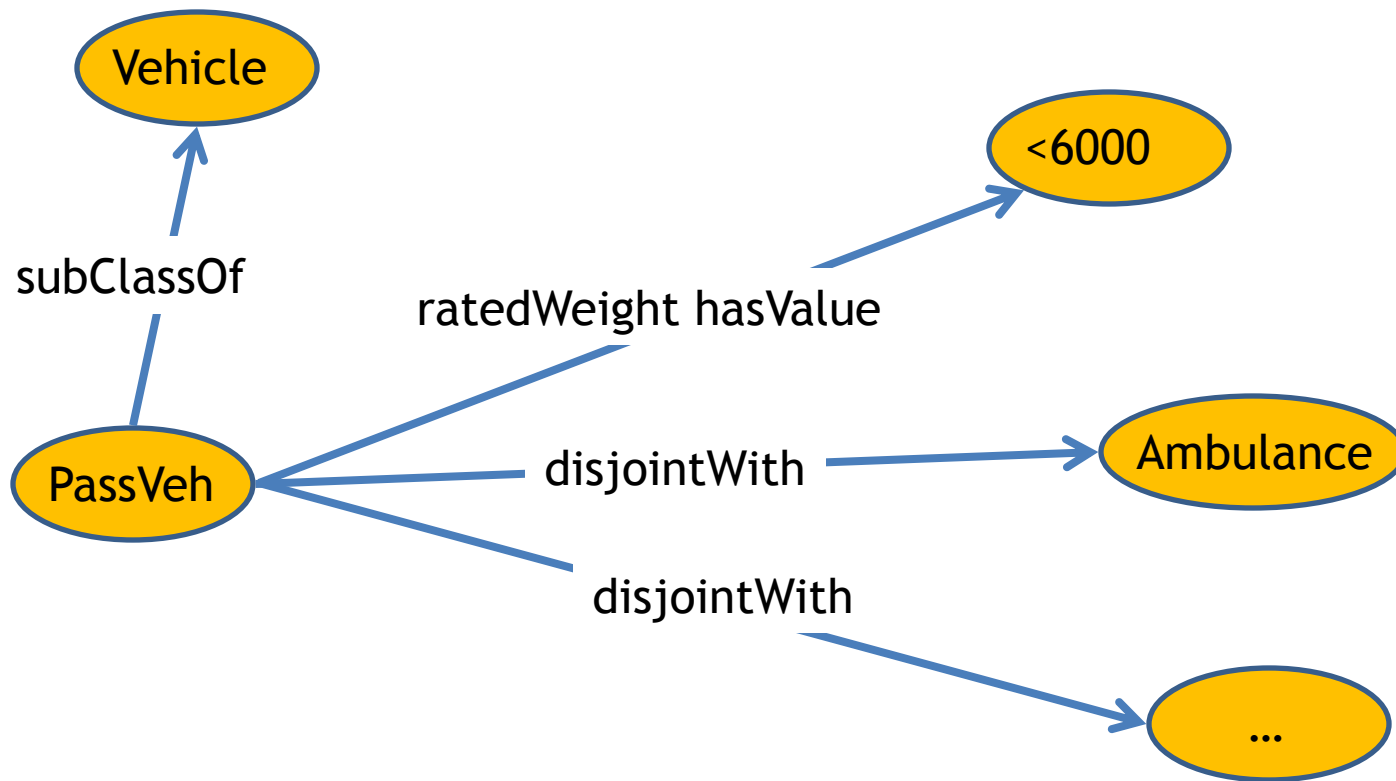 Vehicle
<6000
subClassOf
ratedWeight hasValue
disjointWith
Ambulance
PassVeh
disjointWith
...